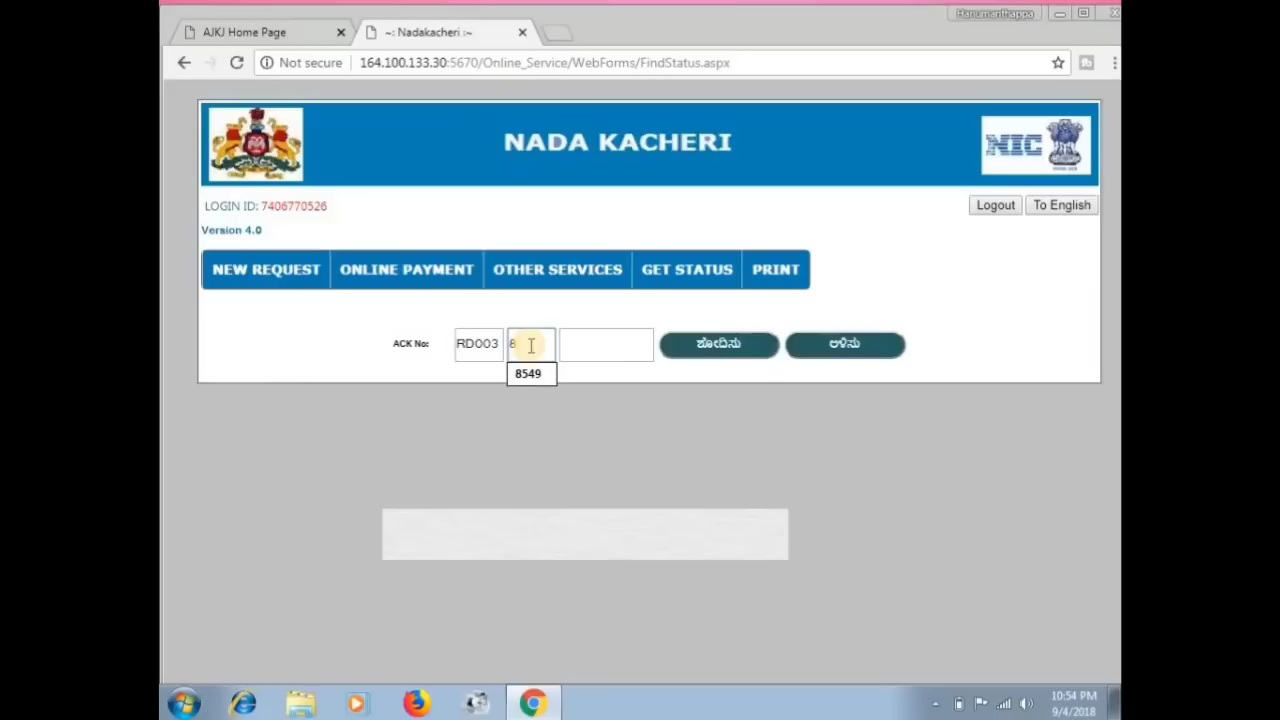 Hanumanthappa
AJKJ Home Page
~: Nadakacheri :~
Not secure
164.100.133.30:5670/Online_Service/WebForms/FindStatus.aspx
NADA KACHERI
NIC
LOGIN ID: 7406770526
Logout
To English
Version 4.0
NEW REQUEST
ONLINE PAYMENT
OTHER SERVICES
GET STATUS
PRINT
ACK No:
RD003
8
ಶೋದಿಸು
ಅಳಿಸು
8549
10:54 PM
9/4/2018